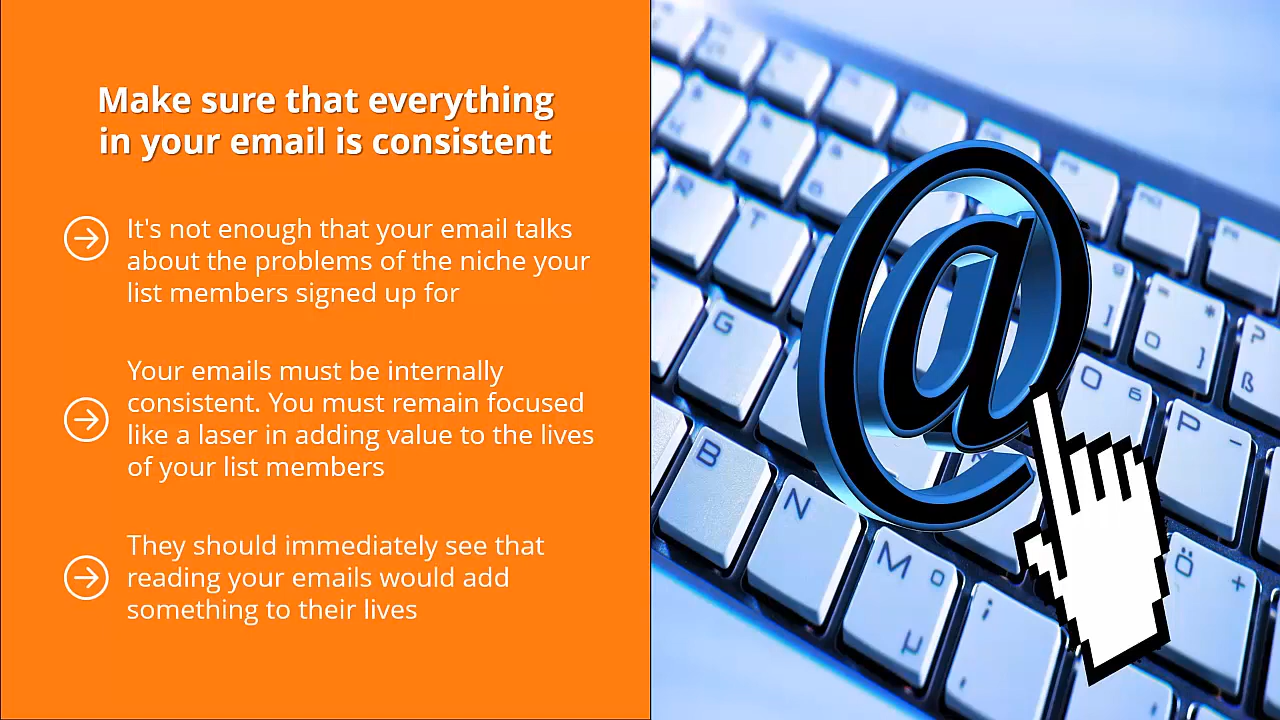 Make sure that everything
in your email is consistent
It's not enough that your email talks
about the problems of the niche your
list members signed up for
Your emails must be internally
consistent. You must remain focused
like a laser in adding value to the lives
of your list members
They should immediately see that
reading your emails would add
something to their lives
@
R
T
G
B
N
M
O
P
Ö
µ
ß